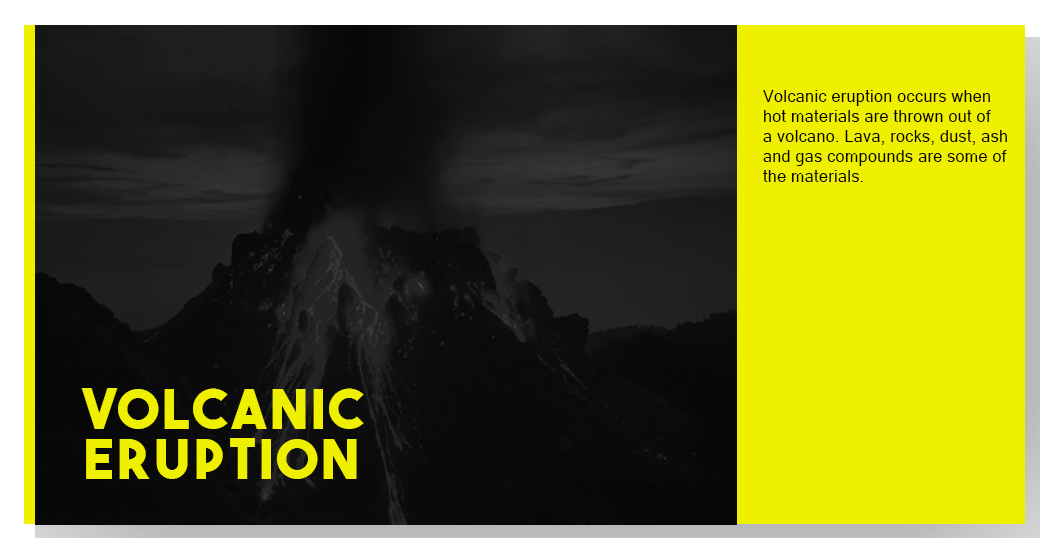 VOLCANIC
ERUPTION
Volcanic eruption occurs when
hot materials are thrown out of
a volcano. Lava, rocks, dust, ash
and gas compounds are some of
the materials.